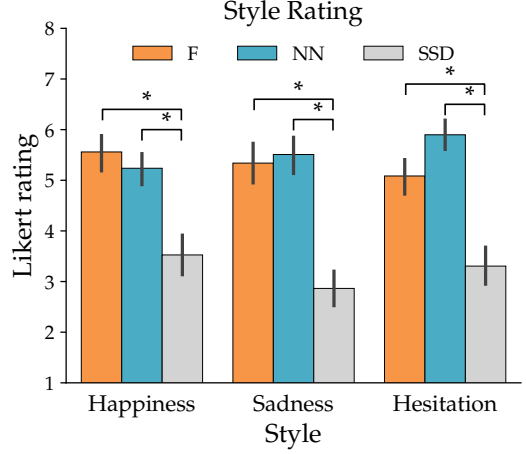 Style Rating
F NN SSD
8
7
6
5
4
3
2
1
Likert rating
* * * * * *
Happiness Sadness Hesitation
Style